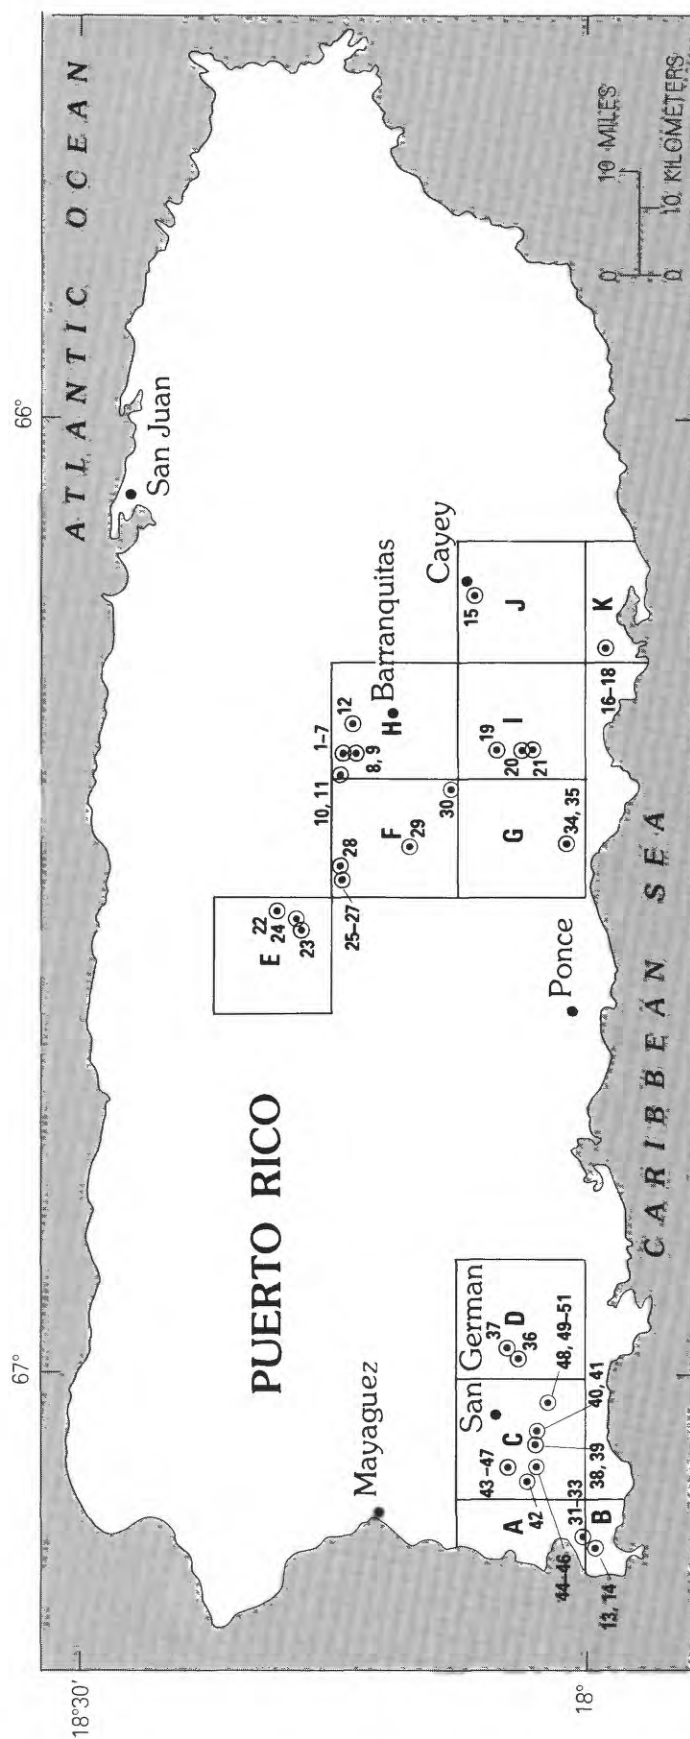 67°
66°
18°30'
18°
ATLANTIC OCEAN
San Juan
PUERTO RICO
Mayaguez
E
22
24
23
25–27
28
10, 11
1–7
8, 9
12
H
Barranquitas
F
29
30
Cayey
15
J
I
19
20
21
G
34, 35
K
16–18
Ponce
San German
A
C
D
43–47
42
37
36
48, 49–51
40, 41
38, 39
31–33
B
44–46
13, 14
CARIBBEAN SEA
0 10 MILES
0 10 KILOMETERS